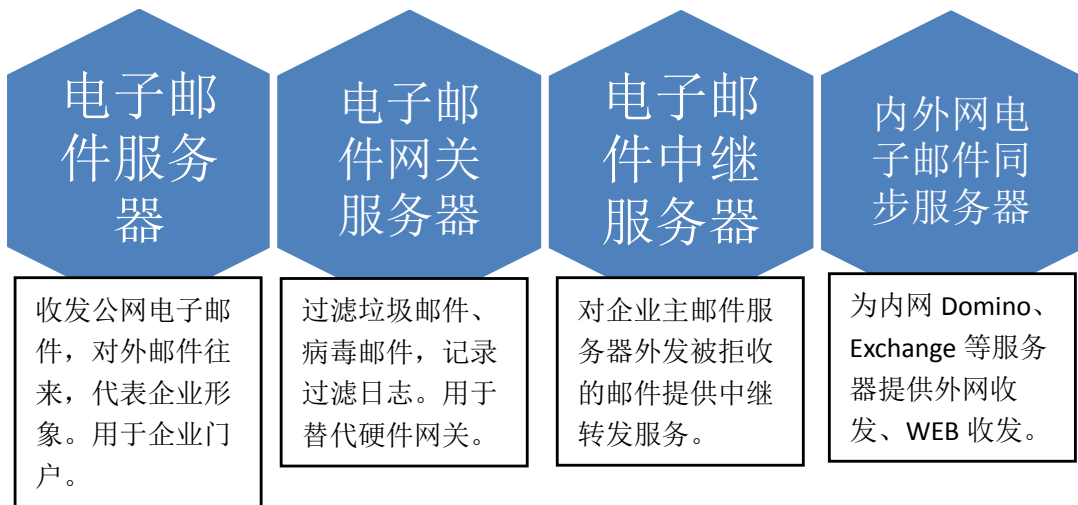 电子邮
件服务
器
电子邮
件网关
服务器
电子邮
件中继
服务器
内外网电
子邮件同
步服务器
收发公网电子邮
件，对外邮件往
来，代表企业形
象。用于企业门
户。
过滤垃圾邮件、
病毒邮件，记录
过滤日志。用于
替代硬件网关。
对企业主邮件服
务器外发被拒收
的邮件提供中继
转发服务。
为内网 Domino、
Exchange 等服务
器提供外网收
发、WEB 收发。